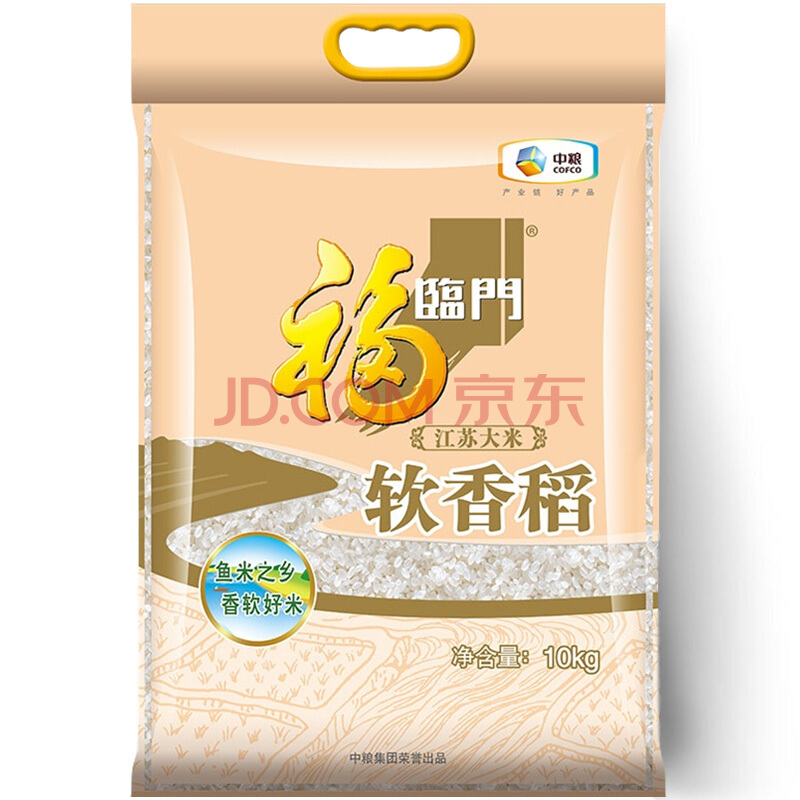 中粮
COFCO
产业链 好产品
福臨門®
JD.COM 京东
江苏大米
软香稻
鱼米之乡
香软好米
净含量：10kg
中粮集团荣誉出品